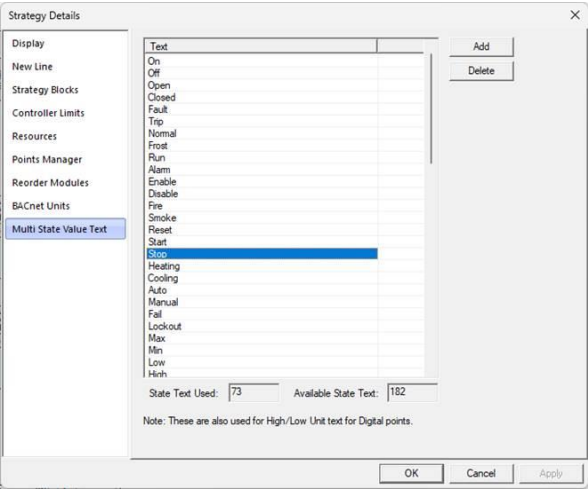 Strategy Details
Display
New Line
Strategy Blocks
Controller Limits
Resources
Points Manager
Reorder Modules
BACnet Units
Multi State Value Text
Text
On
Off
Open
Closed
Fault
Trip
Normal
Frost
Run
Alarm
Enable
Disable
Fire
Smoke
Reset
Start
Stop
Heating
Cooling
Auto
Manual
Fail
Lockout
Max
Min
Low
High
Add
Delete
State Text Used: 73 Available State Text: 182
Note: These are also used for High/Low Unit text for Digital points.
OK Cancel Apply